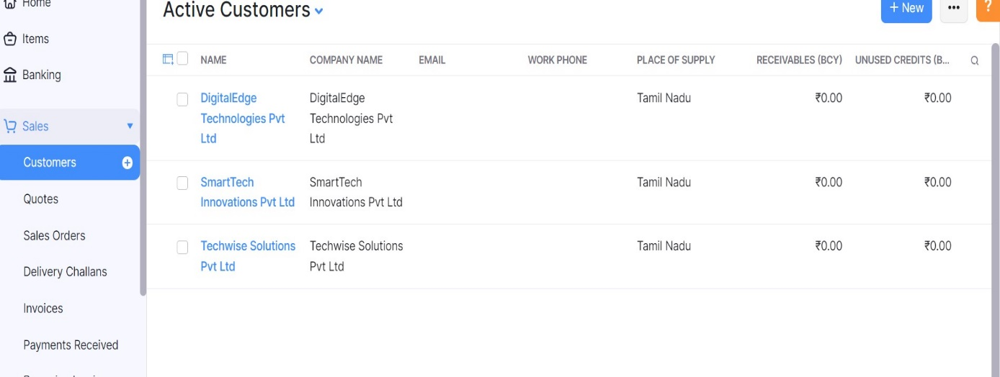 Home
Items
Banking
Sales
Customers
Quotes
Sales Orders
Delivery Challans
Invoices
Payments Received
Active Customers
+ New
?
NAME COMPANY NAME EMAIL WORK PHONE PLACE OF SUPPLY RECEIVABLES (BCY) UNUSED CREDITS (B...
DigitalEdge DigitalEdge Tamil Nadu ₹0.00 ₹0.00
Technologies Pvt Technologies Pvt
Ltd Ltd
SmartTech SmartTech Tamil Nadu ₹0.00 ₹0.00
Innovations Pvt Ltd Innovations Pvt Ltd
Techwise Solutions Techwise Solutions Tamil Nadu ₹0.00 ₹0.00
Pvt Ltd Pvt Ltd